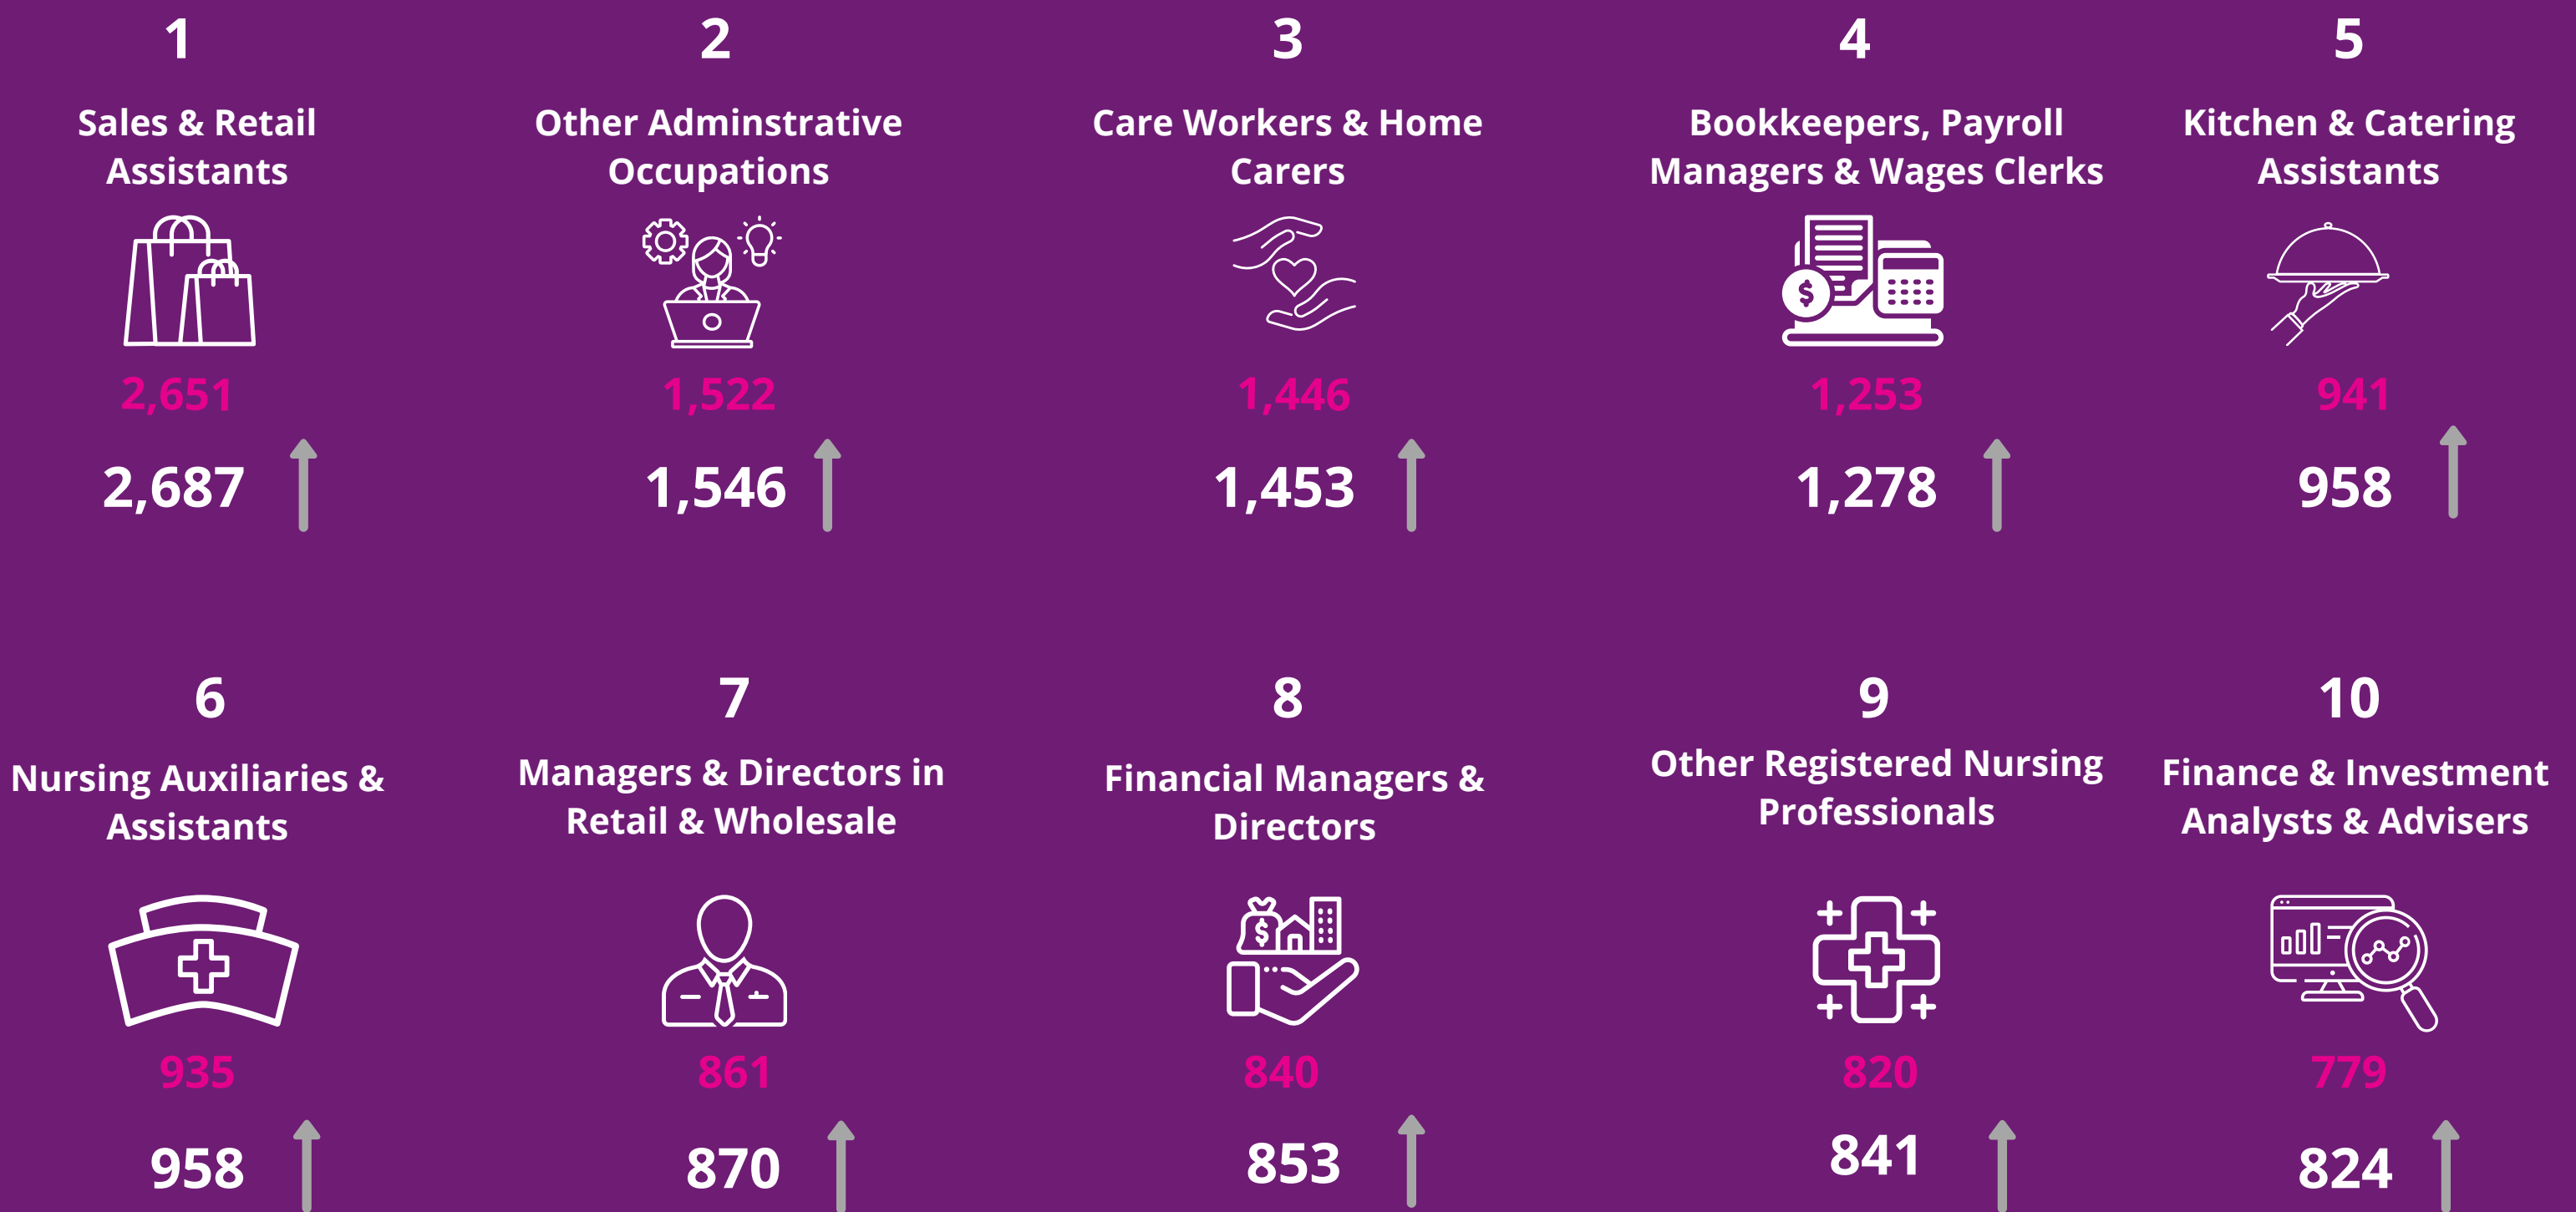 1
Sales & Retail
Assistants
$2,651
2,687
2
Other Adminstrative
Occupations
1,522
1,546
3
Care Workers & Home
Carers
1,446
1,453
4
Bookkeepers, Payroll
Managers & Wages Clerks
$
1,253
1,278
5
Kitchen & Catering
Assistants
941
958
6
Nursing Auxiliaries &
Assistants
935
958
7
Managers & Directors in
Retail & Wholesale
861
870
8
Financial Managers &
Directors
$
840
853
9
Other Registered Nursing
Professionals
820
841
10
Finance & Investment
Analysts & Advisers
779
824